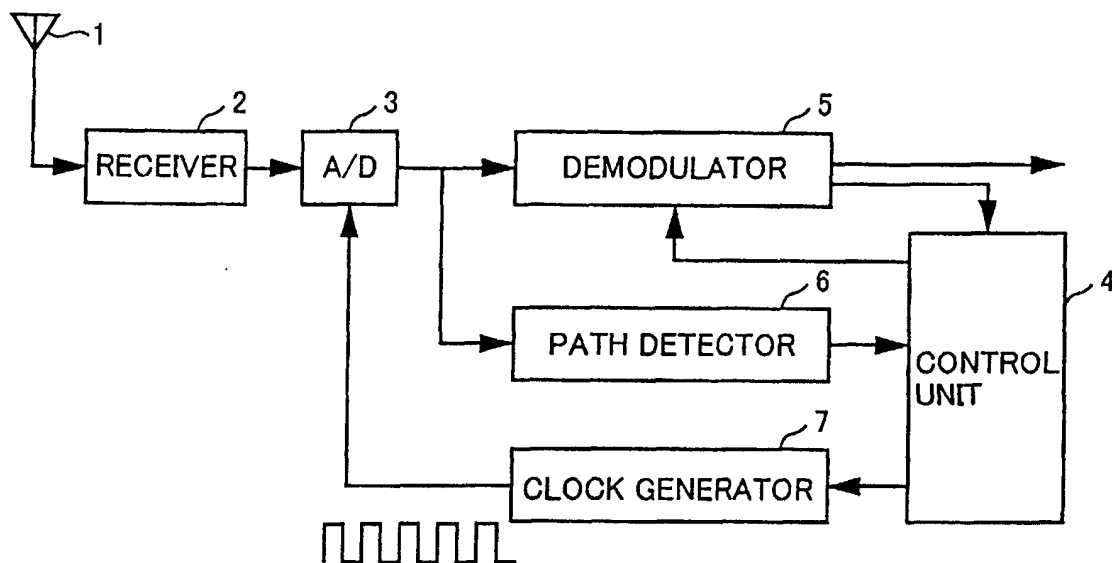 1
2
RECEIVER
3
A/D
5
DEMODULATOR
4
CONTROL
UNIT
6
PATH DETECTOR
7
CLOCK GENERATOR